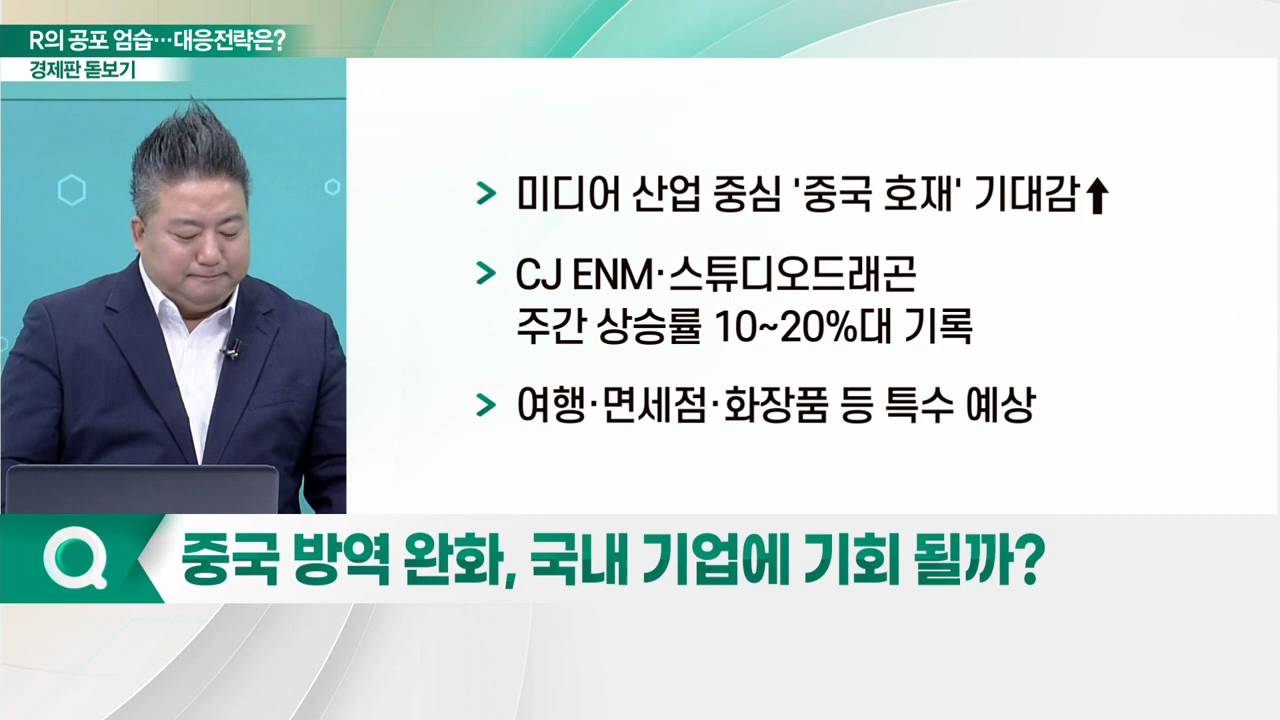 R의 공포 엄습…대응전략은?
경제판 돋보기
> 미디어 산업 중심 '중국 호재' 기대감⬆
> CJ ENM·스튜디오드래곤
주간 상승률 10~20%대 기록
> 여행·면세점·화장품 등 특수 예상
Q 중국 방역 완화, 국내 기업에 기회 될까?